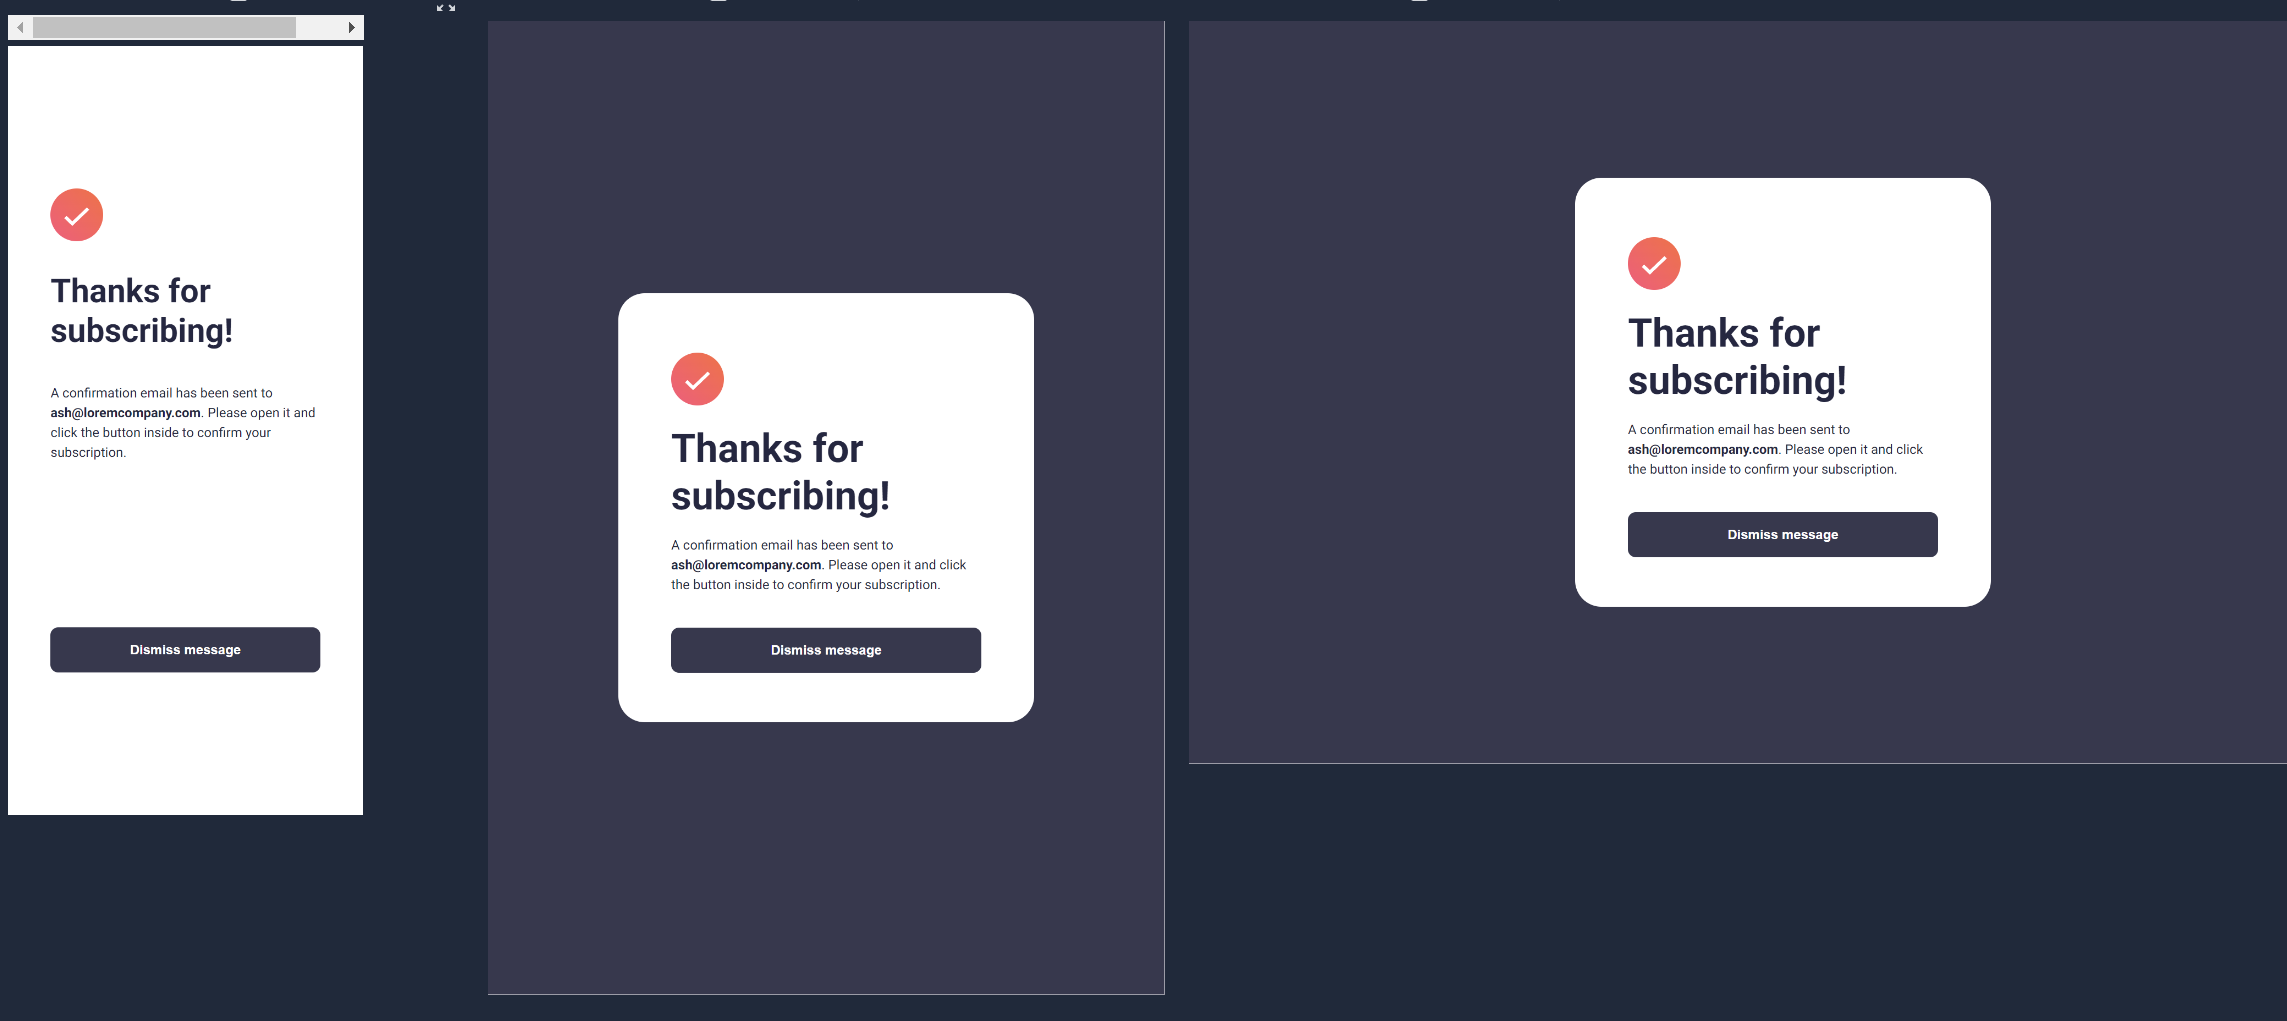 Thanks for
subscribing!
A confirmation email has been sent to
ash@loremcompany.com. Please open it and
click the button inside to confirm your
subscription.
Dismiss message
Thanks for
subscribing!
A confirmation email has been sent to
ash@loremcompany.com. Please open it and click
the button inside to confirm your subscription.
Dismiss message
Thanks for
subscribing!
A confirmation email has been sent to
ash@loremcompany.com. Please open it and click
the button inside to confirm your subscription.
Dismiss message